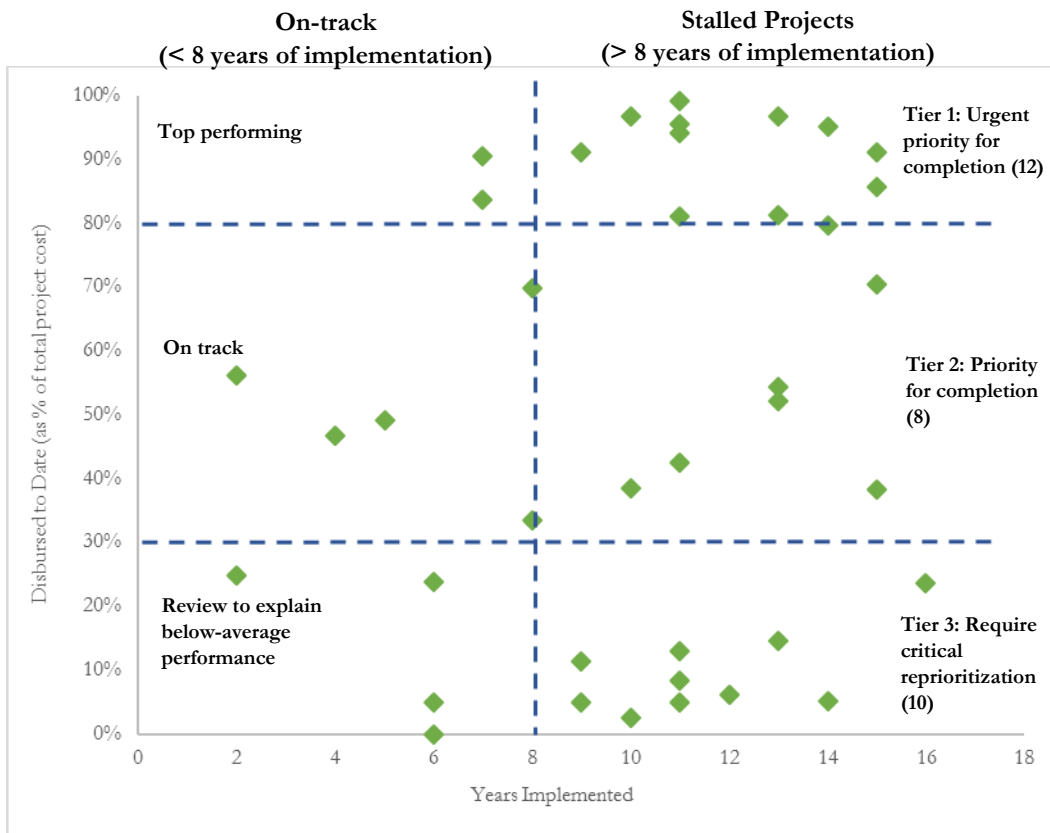 On-track
(< 8 years of implementation)
Stalled Projects
(> 8 years of implementation)
Disbursed to Date (as % of total project cost)
100%
90%
80%
70%
60%
50%
40%
30%
20%
10%
0%
Top performing
On track
Review to explain
below-average
performance
Tier 1: Urgent
priority for
completion (12)
Tier 2: Priority
for completion
(8)
Tier 3: Require
critical
reprioritization
(10)
0
2
4
6
8
10
12
14
16
18
Years Implemented